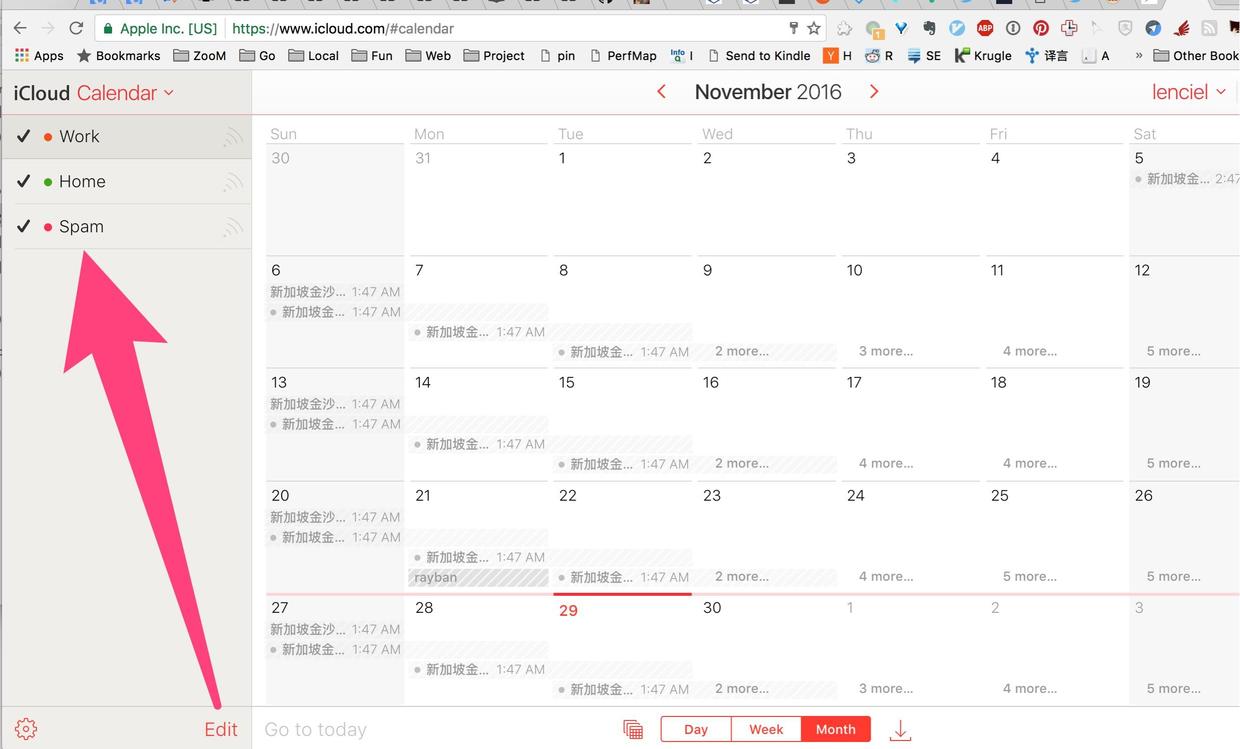 Apple Inc. [US] https://www.icloud.com/#calendar 1 ABP
Apps Bookmarks ZooM Go Local Fun Web Project pin PerfMap Info Q I Send to Kindle Y H R SE Krugle 译言 A » Other Book
iCloud Calendar November 2016 lenciel
Work
Home
Spam
Sun Mon Tue Wed Thu Fri Sat
30 31 1 2 3 4 5
新加坡金... 2:47
6 7 8 9 10 11 12
新加坡金沙... 1:47 AM
新加坡金沙... 1:47 AM
新加坡金... 1:47 AM
新加坡金... 1:47 AM 2 more... 3 more... 4 more... 5 more...
13 14 15 16 17 18 19
新加坡金沙... 1:47 AM
新加坡金沙... 1:47 AM
新加坡金... 1:47 AM
新加坡金... 1:47 AM 2 more... 4 more... 4 more... 5 more...
20 21 22 23 24 25 26
新加坡金沙... 1:47 AM
新加坡金沙... 1:47 AM
新加坡金... 1:47 AM
rayban 新加坡金... 1:47 AM 2 more... 4 more... 5 more... 5 more...
27 28 29 30 1 2 3
新加坡金沙... 1:47 AM
新加坡金沙... 1:47 AM
新加坡金... 1:47 AM
新加坡金... 1:47 AM 2 more... 3 more... 4 more... 5 more...
Edit Go to today Day Week Month